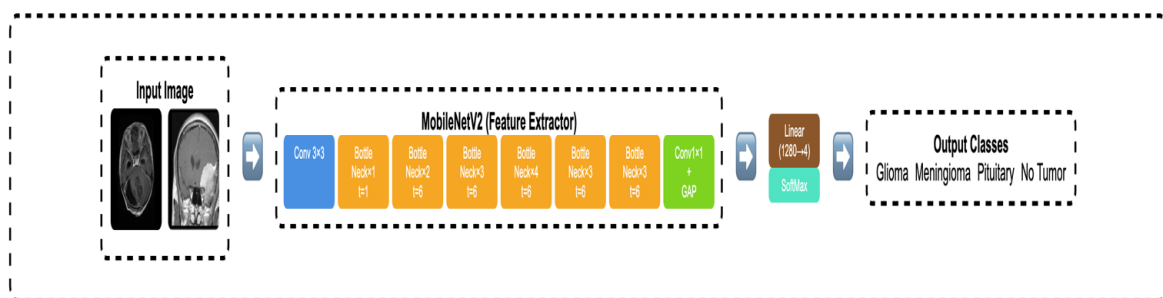 Input Image
MobileNetV2 (Feature Extractor)
Conv 3×3
Bottle
Neck×1
t=1
Bottle
Neck×2
t=6
Bottle
Neck×3
t=6
Bottle
Neck×4
t=6
Bottle
Neck×3
t=6
Bottle
Neck×3
t=6
Conv1×1
+
GAP
Linear
(1280→4)
SoftMax
Output Classes
Glioma Meningioma Pituitary No Tumor